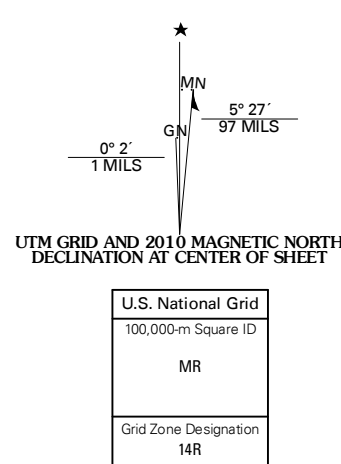 ★
MN
GN
5° 27´
97 MILS
0° 2´
1 MILS
UTM GRID AND 2010 MAGNETIC NORTH
DECLINATION AT CENTER OF SHEET
U.S. National Grid
100,000-m Square ID
MR
Grid Zone Designation
14R